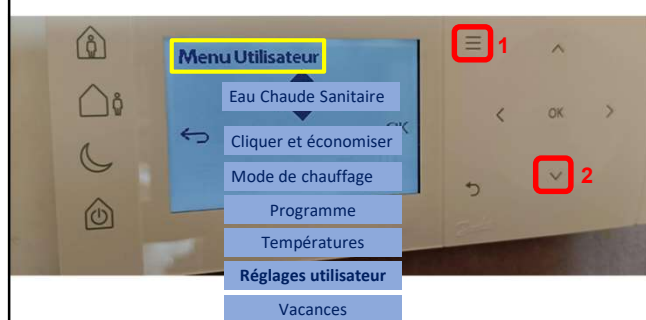 Menu Utilisateur
1
Eau Chaude Sanitaire
OK
Cliquer et économiser
OK
Mode de chauffage
2
Programme
Températures
Réglages utilisateur
Vacances